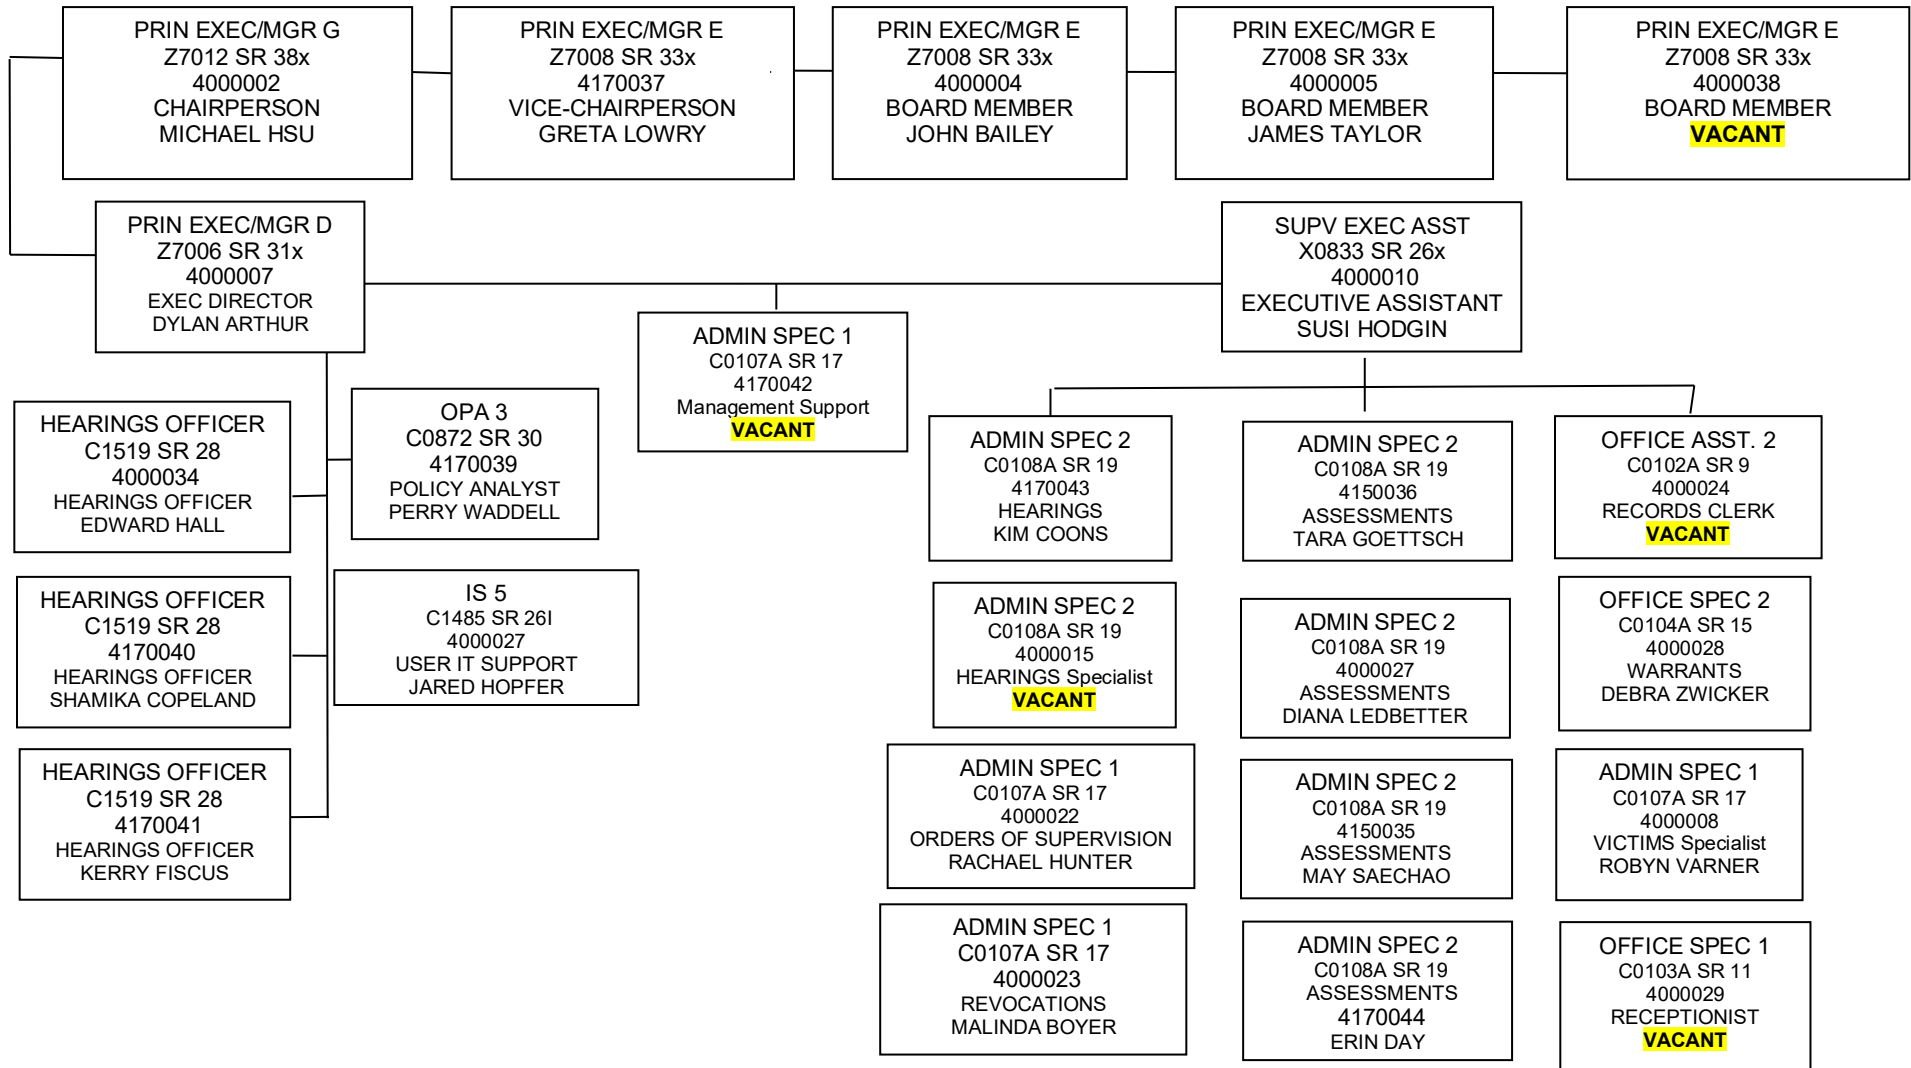 PRIN EXEC/MGR G
Z7012 SR 38x
4000002
CHAIRPERSON
MICHAEL HSU
PRIN EXEC/MGR E
Z7008 SR 33x
4170037
VICE-CHAIRPERSON
GRETA LOWRY
PRIN EXEC/MGR E
Z7008 SR 33x
4000004
BOARD MEMBER
JOHN BAILEY
PRIN EXEC/MGR E
Z7008 SR 33x
4000005
BOARD MEMBER
JAMES TAYLOR
PRIN EXEC/MGR E
Z7008 SR 33x
4000038
BOARD MEMBER
VACANT
PRIN EXEC/MGR D
Z7006 SR 31x
4000007
EXEC DIRECTOR
DYLAN ARTHUR
SUPV EXEC ASST
X0833 SR 26x
4000010
EXECUTIVE ASSISTANT
SUSI HODGIN
ADMIN SPEC 1
C0107A SR 17
4170042
Management Support
VACANT
HEARINGS OFFICER
C1519 SR 28
4000034
HEARINGS OFFICER
EDWARD HALL
OPA 3
C0872 SR 30
4170039
POLICY ANALYST
PERRY WADDELL
HEARINGS OFFICER
C1519 SR 28
4170040
HEARINGS OFFICER
SHAMIKA COPELAND
IS 5
C1485 SR 26I
4000027
USER IT SUPPORT
JARED HOPFER
HEARINGS OFFICER
C1519 SR 28
4170041
HEARINGS OFFICER
KERRY FISCUS
ADMIN SPEC 2
C0108A SR 19
4170043
HEARINGS
KIM COONS
ADMIN SPEC 2
C0108A SR 19
4000015
HEARINGS Specialist
VACANT
ADMIN SPEC 1
C0107A SR 17
4000022
ORDERS OF SUPERVISION
RACHAEL HUNTER
ADMIN SPEC 1
C0107A SR 17
4000023
REVOCATIONS
MALINDA BOYER
ADMIN SPEC 2
C0108A SR 19
4150036
ASSESSMENTS
TARA GOETTSCH
ADMIN SPEC 2
C0108A SR 19
4000027
ASSESSMENTS
DIANA LEDBETTER
ADMIN SPEC 2
C0108A SR 19
4150035
ASSESSMENTS
MAY SAECHAO
ADMIN SPEC 2
C0108A SR 19
ASSESSMENTS
4170044
ERIN DAY
OFFICE ASST. 2
C0102A SR 9
4000024
RECORDS CLERK
VACANT
OFFICE SPEC 2
C0104A SR 15
4000028
WARRANTS
DEBRA ZWICKER
ADMIN SPEC 1
C0107A SR 17
4000008
VICTIMS Specialist
ROBYN VARNER
OFFICE SPEC 1
C0103A SR 11
4000029
RECEPTIONIST
VACANT